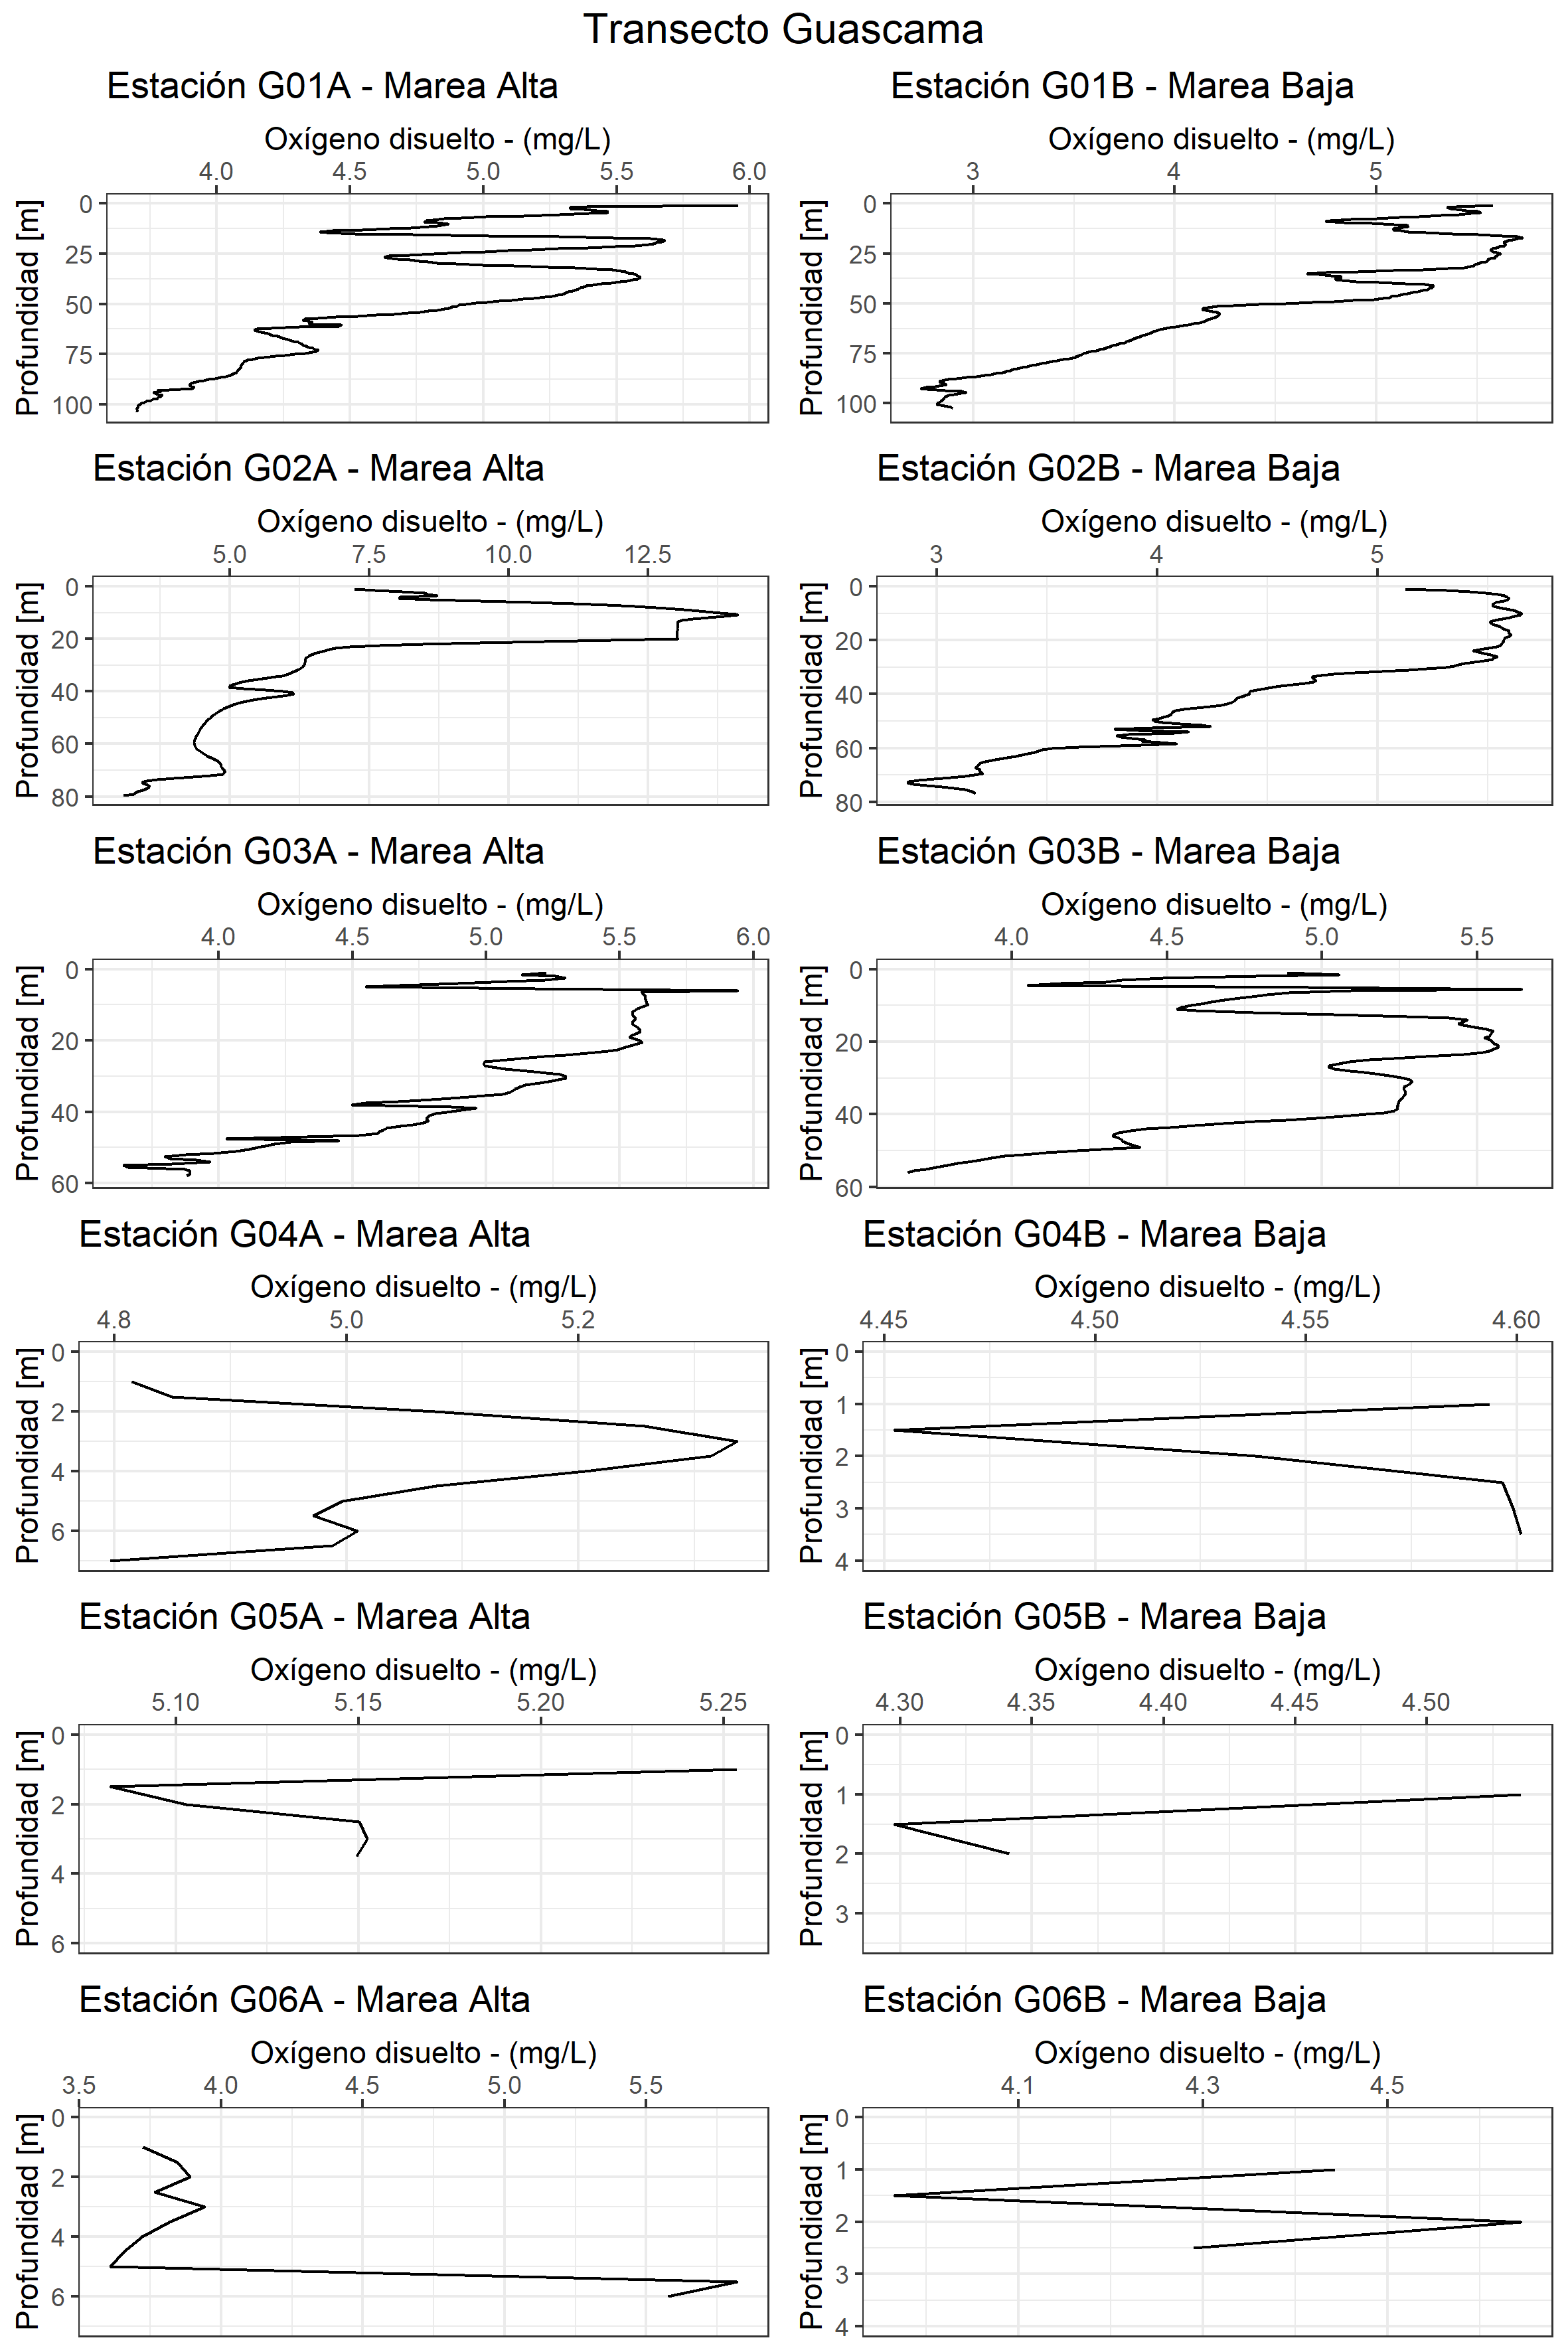 Transecto Guascama
Estación G01A - Marea Alta
Oxígeno disuelto - (mg/L)
4.0 4.5 5.0 5.5 6.0
Profundidad [m]
0
25
50
75
100
Estación G01B - Marea Baja
Oxígeno disuelto - (mg/L)
3 4 5
Profundidad [m]
0
25
50
75
100
Estación G02A - Marea Alta
Oxígeno disuelto - (mg/L)
5.0 7.5 10.0 12.5
Profundidad [m]
0
20
40
60
80
Estación G02B - Marea Baja
Oxígeno disuelto - (mg/L)
3 4 5
Profundidad [m]
0
20
40
60
80
Estación G03A - Marea Alta
Oxígeno disuelto - (mg/L)
4.0 4.5 5.0 5.5 6.0
Profundidad [m]
0
20
40
60
Estación G03B - Marea Baja
Oxígeno disuelto - (mg/L)
4.0 4.5 5.0 5.5
Profundidad [m]
0
20
40
60
Estación G04A - Marea Alta
Oxígeno disuelto - (mg/L)
4.8 5.0 5.2
Profundidad [m]
0
2
4
6
Estación G04B - Marea Baja
Oxígeno disuelto - (mg/L)
4.45 4.50 4.55 4.60
Profundidad [m]
0
1
2
3
4
Estación G05A - Marea Alta
Oxígeno disuelto - (mg/L)
5.10 5.15 5.20 5.25
Profundidad [m]
0
2
4
6
Estación G05B - Marea Baja
Oxígeno disuelto - (mg/L)
4.30 4.35 4.40 4.45 4.50
Profundidad [m]
0
1
2
3
Estación G06A - Marea Alta
Oxígeno disuelto - (mg/L)
3.5 4.0 4.5 5.0 5.5
Profundidad [m]
0
2
4
6
Estación G06B - Marea Baja
Oxígeno disuelto - (mg/L)
4.1 4.3 4.5
Profundidad [m]
0
1
2
3
4